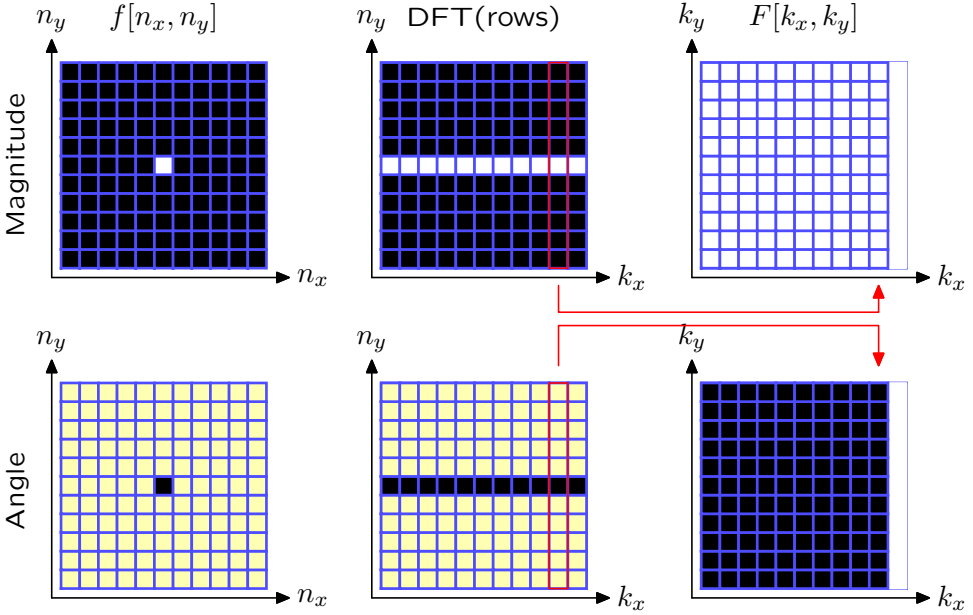 n_y f[n_x, n_y] n_y DFT(rows) k_y F[k_x, k_y]
Magnitude
n_x k_x k_x
n_y n_y k_y
Angle
n_x k_x k_x